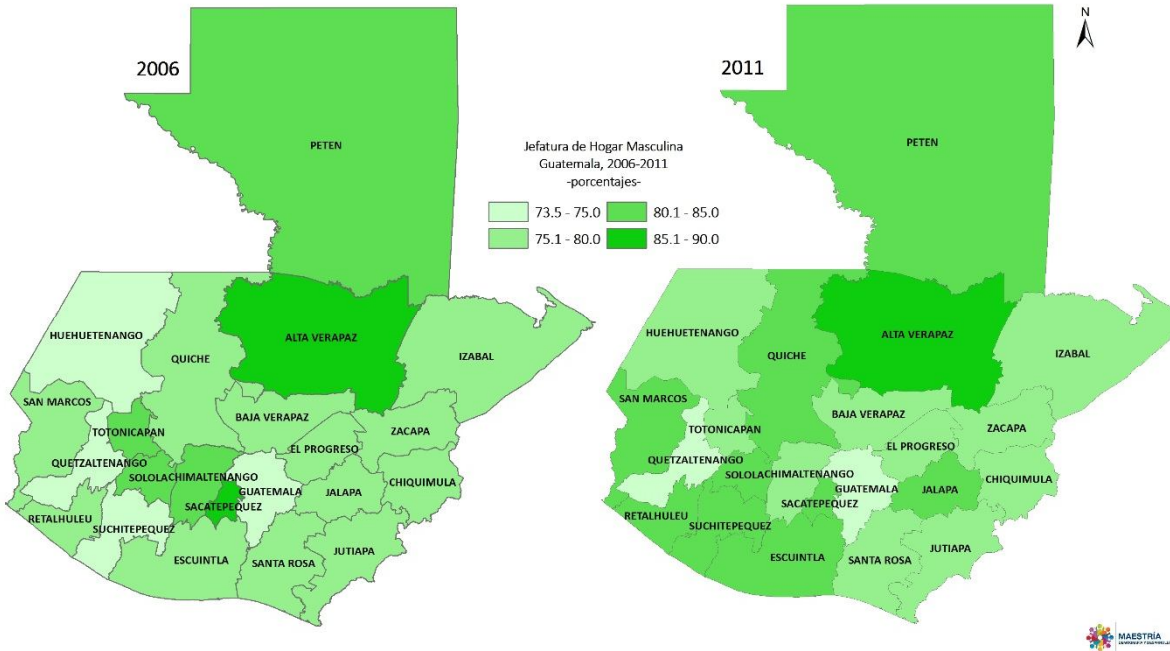 2006
PETEN
HUEHUETENANGO
QUICHE
ALTA VERAPAZ
IZABAL
SAN MARCOS
TOTONICAPAN
BAJA VERAPAZ
ZACAPA
EL PROGRESO
QUETZALTENANGO
SOLOLA
CHIMALTENANGO
GUATEMALA
JALAPA
CHIQUIMULA
SACATEPEQUEZ
RETALHULEU
SUCHITEPEQUEZ
ESCUINTLA
SANTA ROSA
JUTIAPA
Jefatura de Hogar Masculina
Guatemala, 2006-2011
-porcentajes-
73.5 - 75.0
80.1 - 85.0
75.1 - 80.0
85.1 - 90.0
2011
N
PETEN
HUEHUETENANGO
QUICHE
ALTA VERAPAZ
IZABAL
SAN MARCOS
TOTONICAPAN
BAJA VERAPAZ
ZACAPA
EL PROGRESO
QUETZALTENANGO
SOLOLA
CHIMALTENANGO
GUATEMALA
JALAPA
CHIQUIMULA
SACATEPEQUEZ
RETALHULEU
SUCHITEPEQUEZ
ESCUINTLA
SANTA ROSA
JUTIAPA
MAESTRÍA